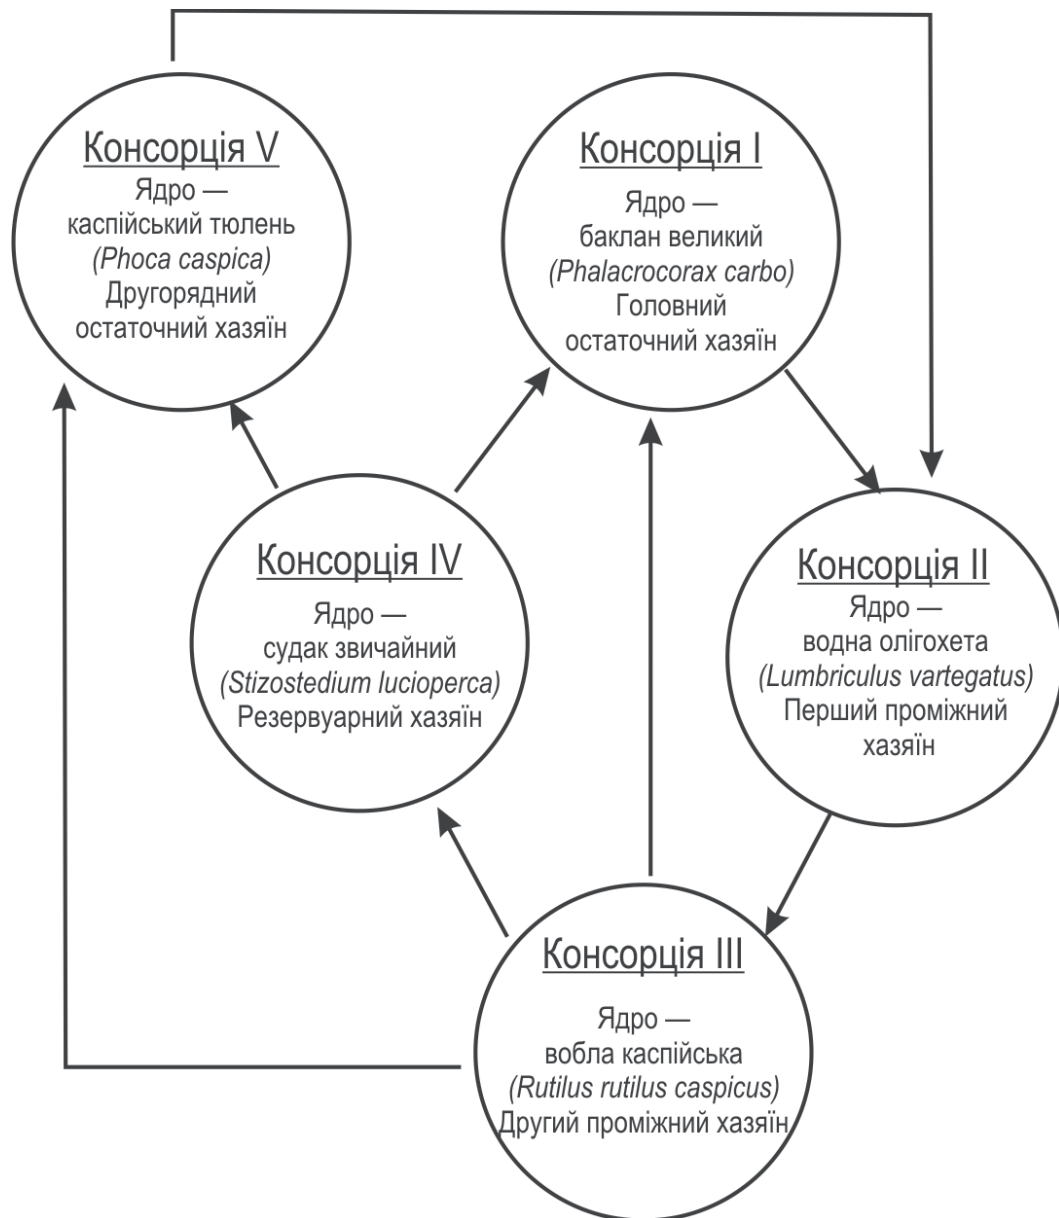 Консорція V
Ядро —
каспійський тюлень
(Phoca caspica)
Другорядний
остаточний хазяїн
Консорція I
Ядро —
баклан великий
(Phalacrocorax carbo)
Головний
остаточний хазяїн
Консорція IV
Ядро —
судак звичайний
(Stizostedium lucioperca)
Резервуарний хазяїн
Консорція II
Ядро —
водна олігохета
(Lumbriculus vartegatus)
Перший проміжний
хазяїн
Консорція III
Ядро —
вобла каспійська
(Rutilus rutilus caspicus)
Другий проміжний хазяїн